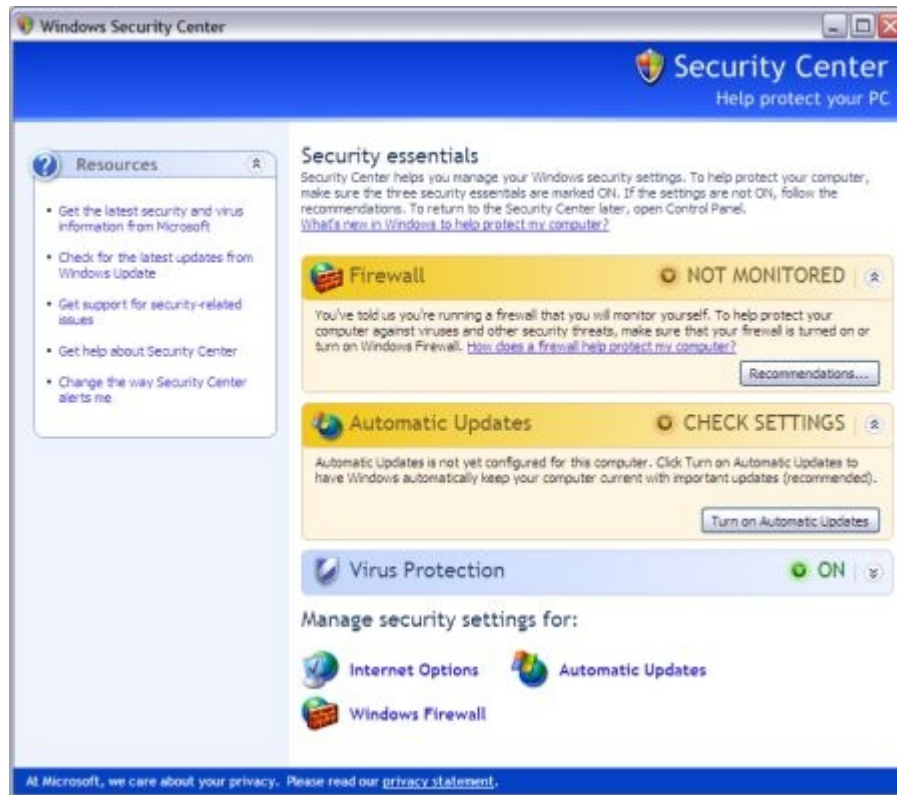 Windows Security Center
Security Center
Help protect your PC
Resources
Get the latest security and virus
information from Microsoft
Check for the latest updates from
Windows Update
Get support for security-related
issues
Get help about Security Center
Change the way Security Center
alerts me
Security essentials
Security Center helps you manage your Windows security settings. To help protect your computer,
make sure the three security essentials are marked ON. If the settings are not ON, follow the
recommendations. To return to the Security Center later, open Control Panel.
What's new in Windows to help protect my computer?
Firewall NOT MONITORED
You've told us you're running a firewall that you will monitor yourself. To help protect your
computer against viruses and other security threats, make sure that your firewall is turned on or
turn on Windows Firewall. How does a firewall help protect my computer?
Recommendations...
Automatic Updates CHECK SETTINGS
Automatic Updates is not yet configured for this computer. Click Turn on Automatic Updates to
have Windows automatically keep your computer current with important updates (recommended).
Turn on Automatic Updates
Virus Protection ON
Manage security settings for:
Internet Options Automatic Updates
Windows Firewall
At Microsoft, we care about your privacy. Please read our privacy statement.